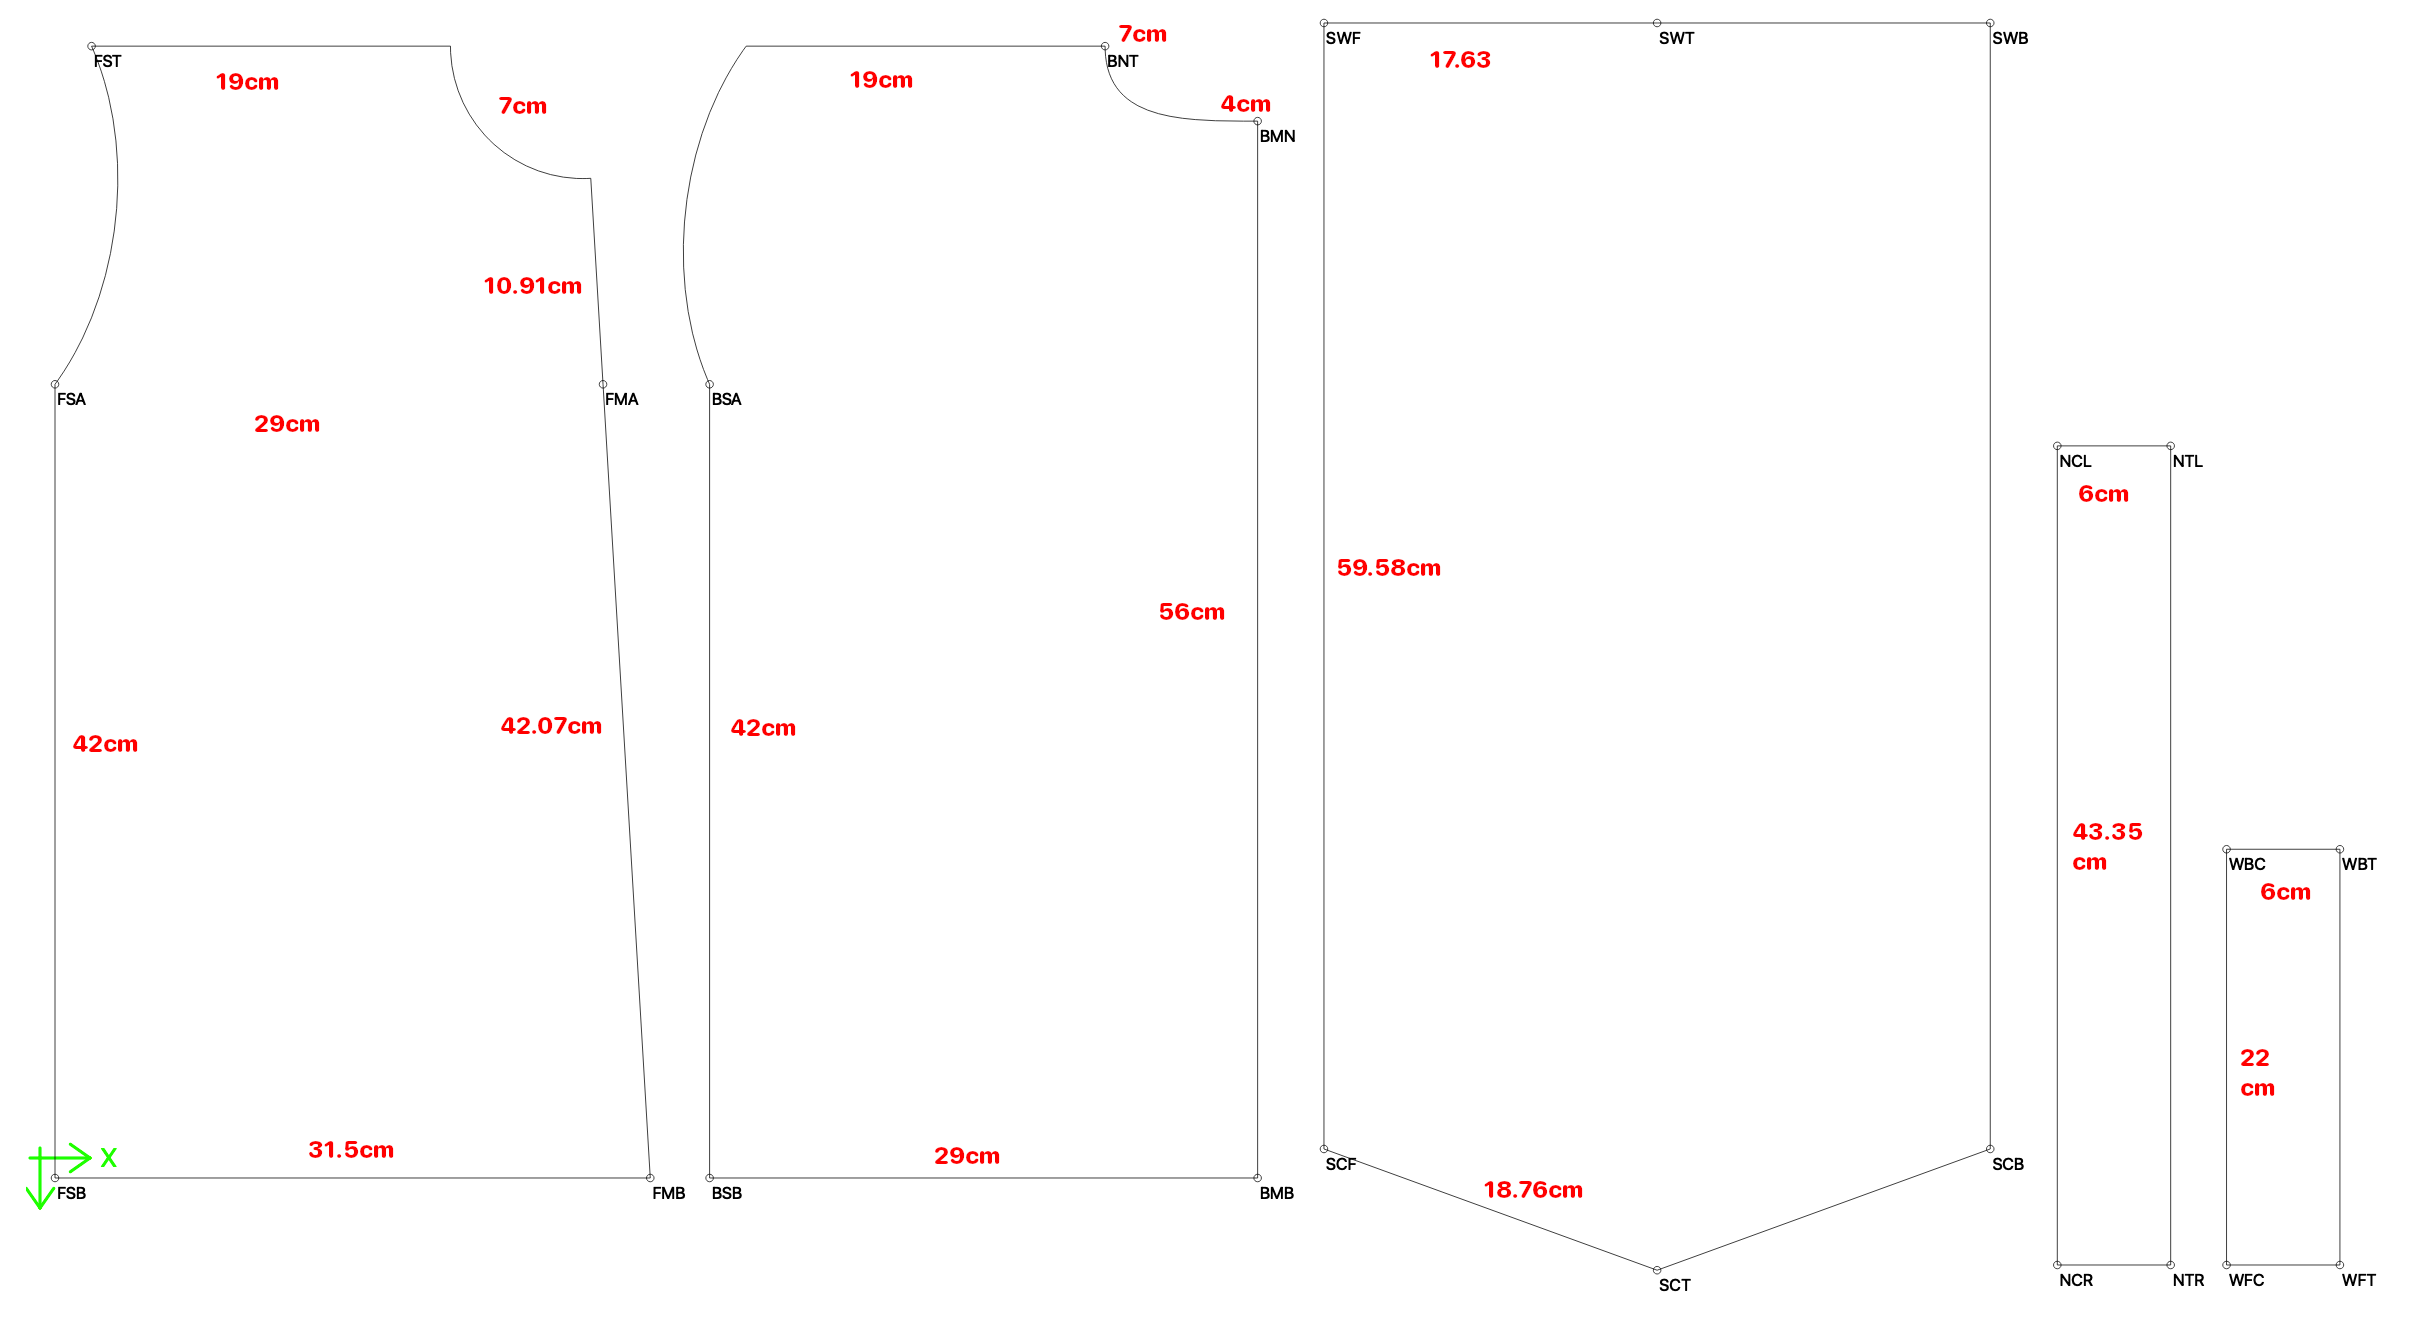 FST
19cm
7cm
10.91cm
FSA
FMA
29cm
42cm
42.07cm
31.5cm
X
FSB
FMB
7cm
BNT
19cm
4cm
BMN
BSA
56cm
42cm
29cm
BSB
BMB
SWF
SWT
SWB
17.63
59.58cm
SCF
SCB
18.76cm
SCT
NCL
NTL
6cm
43.35
cm
NCR
NTR
WBC
WBT
6cm
22
cm
WFC
WFT